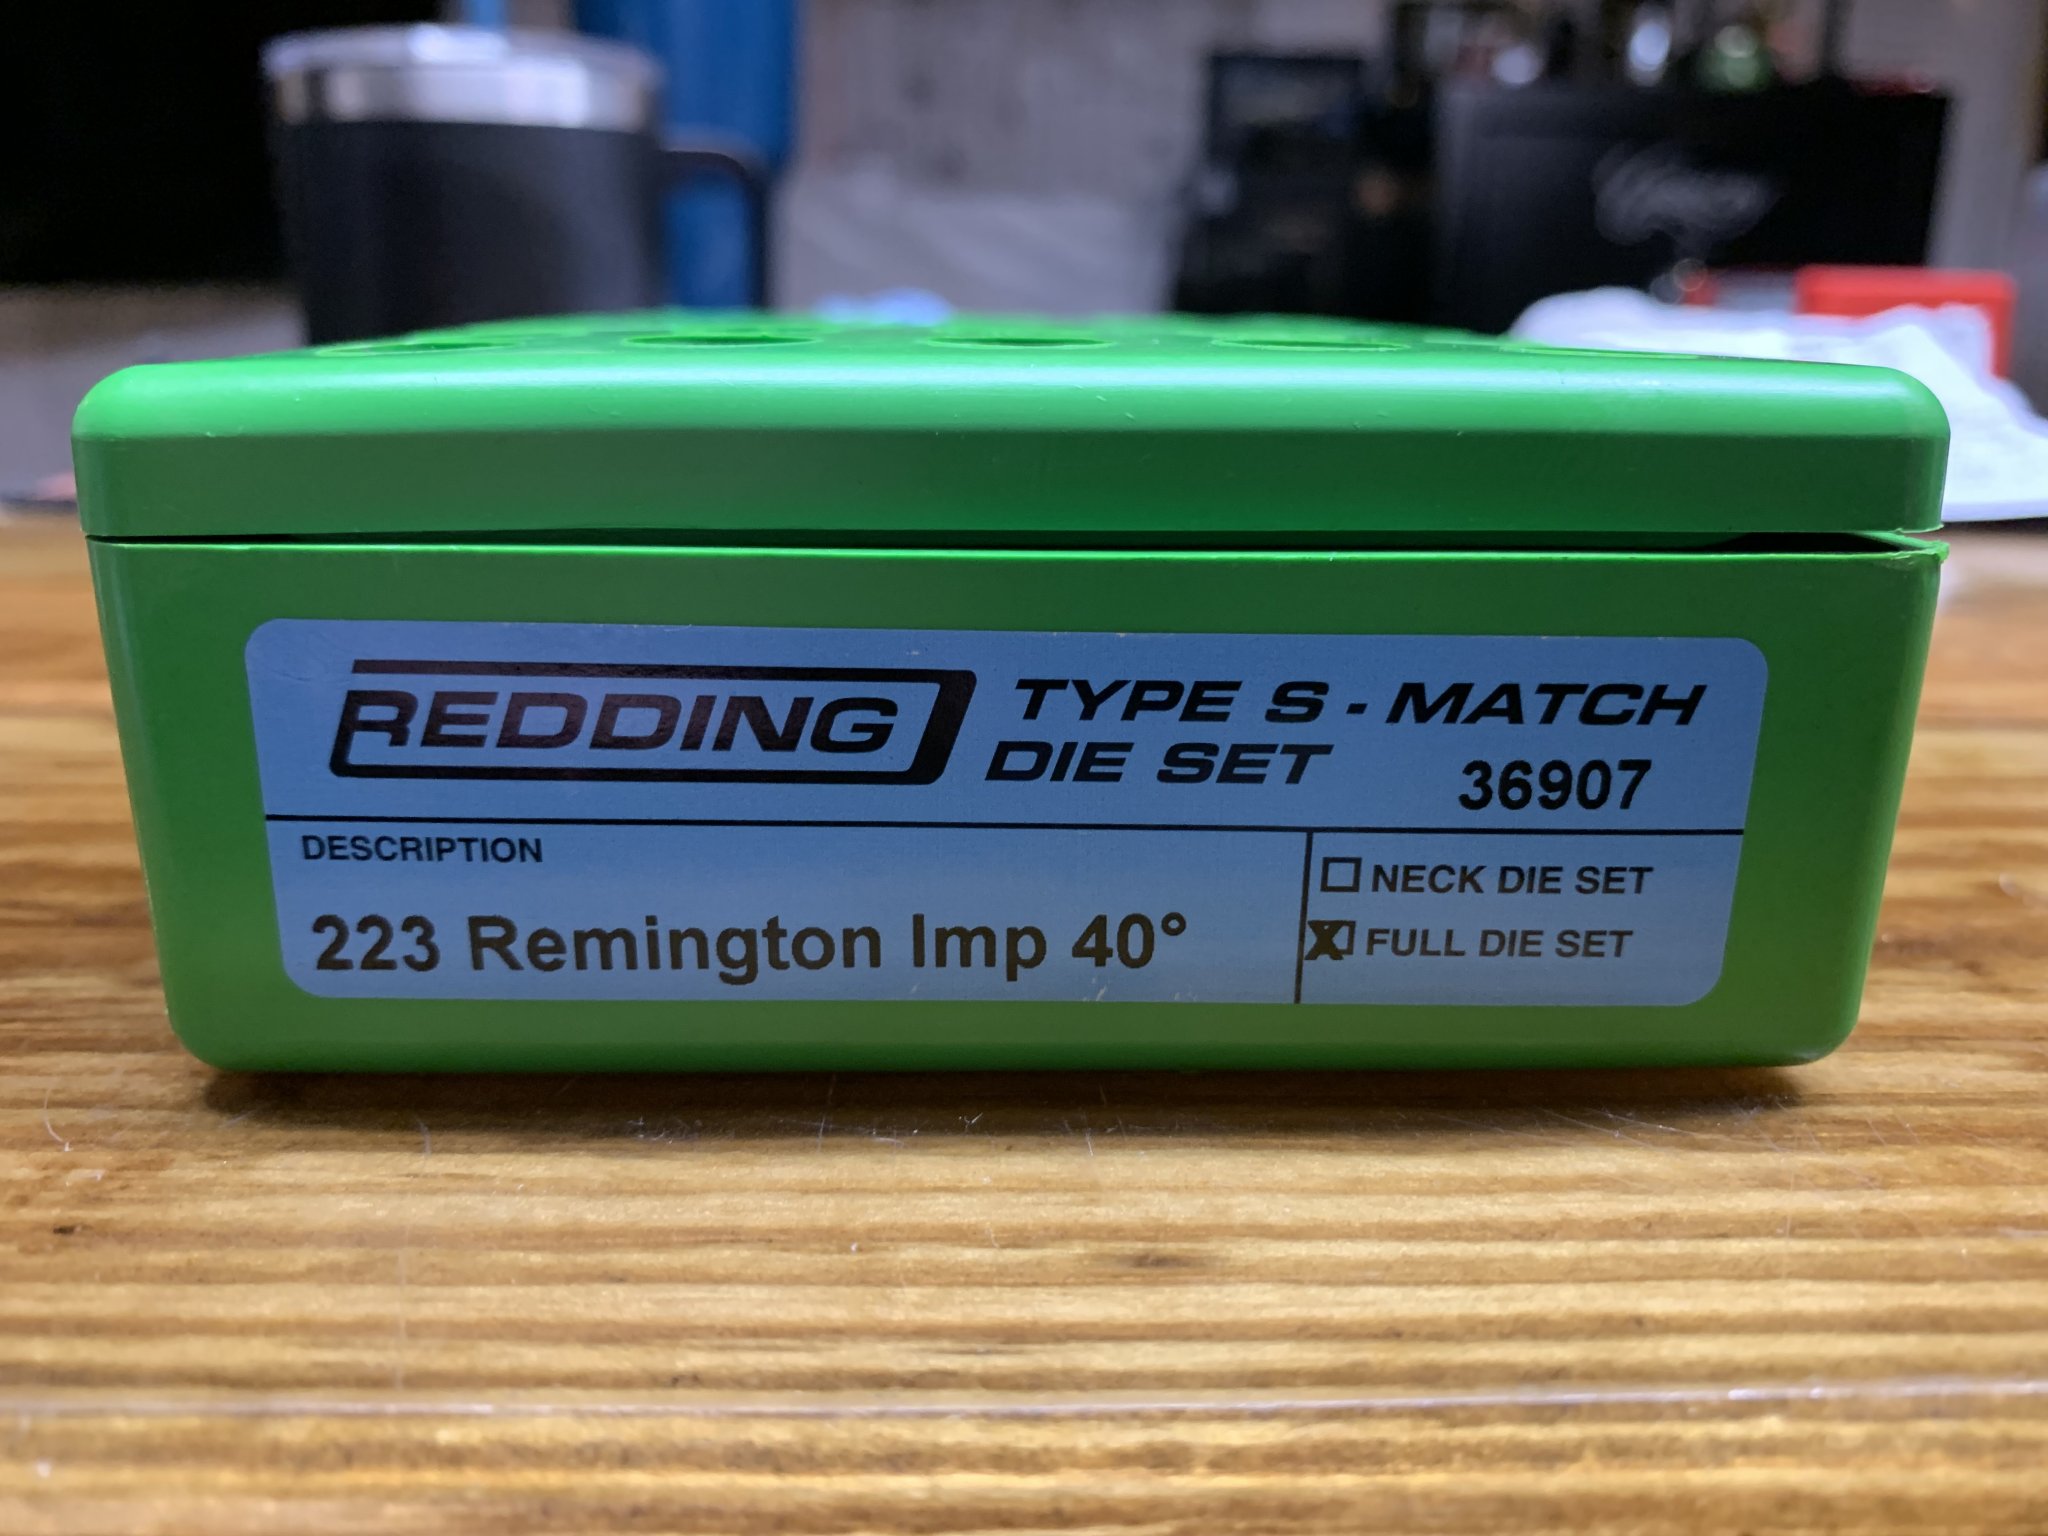 REDDING
TYPE S - MATCH
DIE SET
36907
DESCRIPTION
223 Remington Imp 40°
NECK DIE SET
X FULL DIE SET